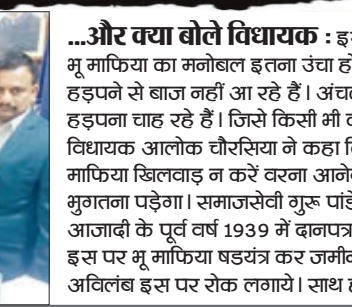 ...और क्या बोले विधायक : इस
भू माफिया का मनोबल इतना उंचा हो
हड़पने से बाज नहीं आ रहे हैं। अंचल
हड़पना चाह रहे हैं। जिसे किसी भी
विधायक आलोक चौरसिया ने कहा
माफिया खिलवाड़ न करें वरना आने
भुगतना पड़ेगा। समाजसेवी गुरू पांडे
आजादी के पूर्व वर्ष 1939 में दानपत्र
इस पर भू माफिया षडयंत्र कर जमीन
अविलंब इस पर रोक लगाये। साथ